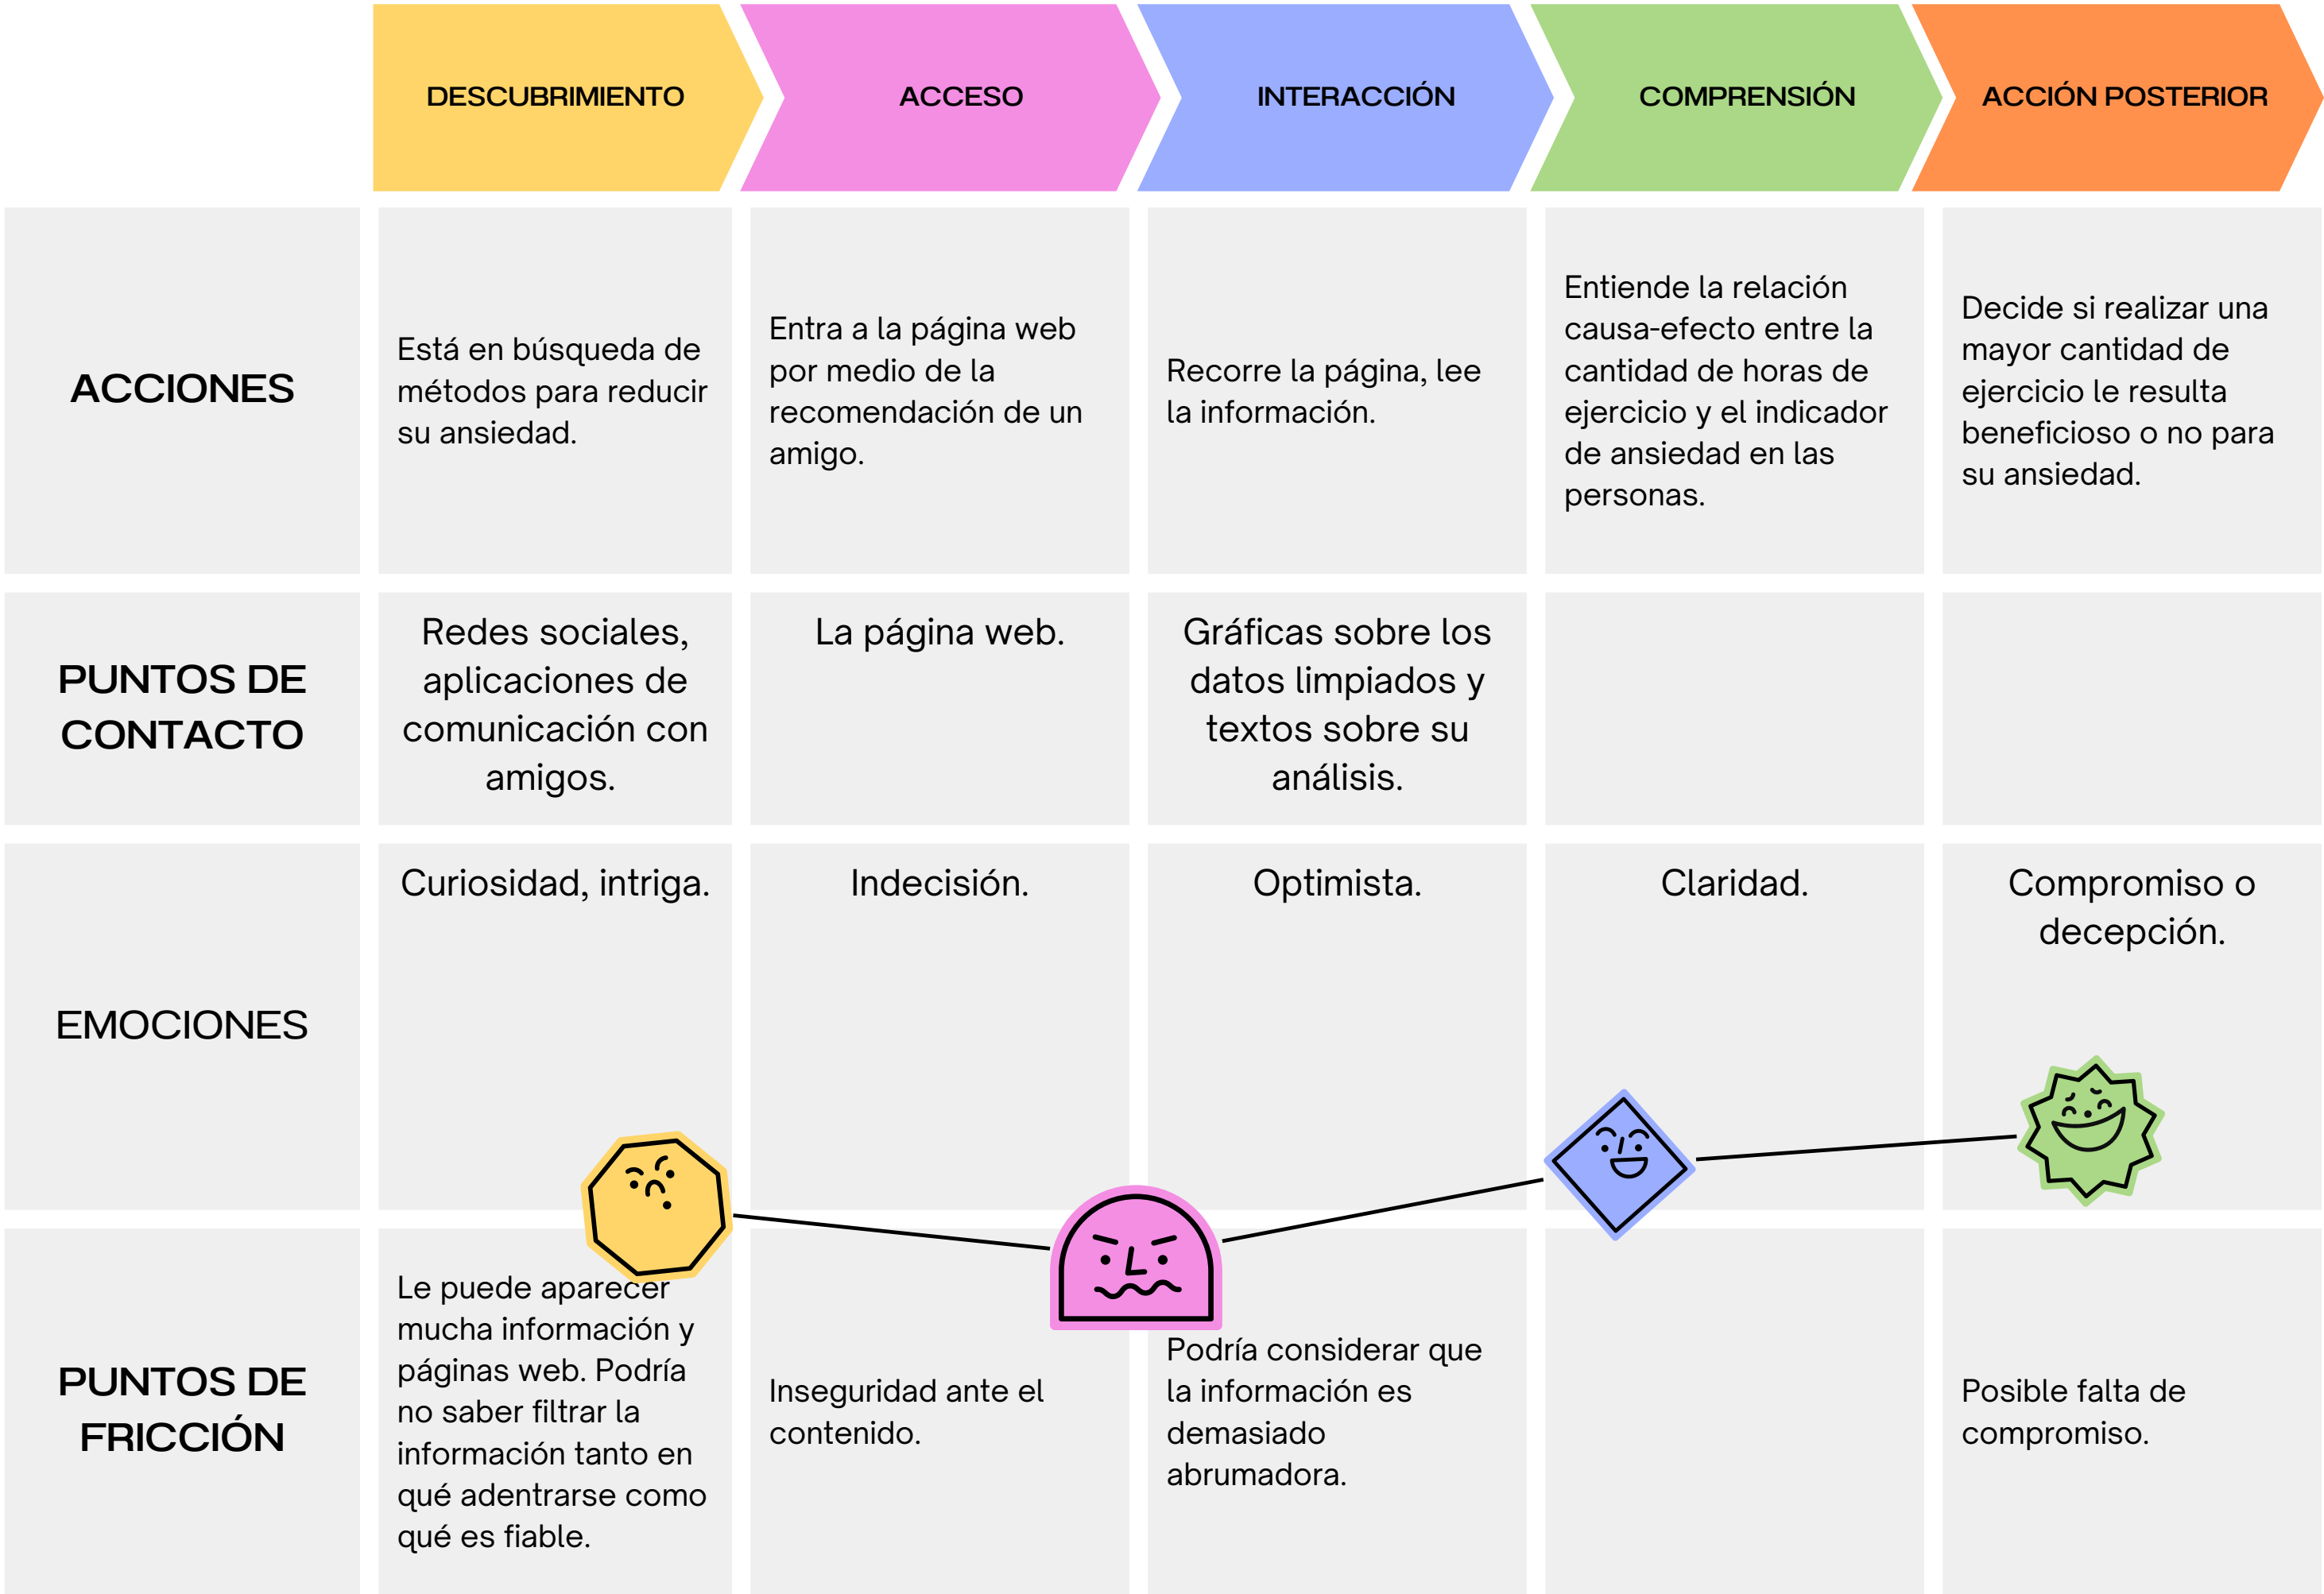 DESCUBRIMIENTO
ACCESO
INTERACCIÓN
COMPRENSIÓN
ACCIÓN POSTERIOR
ACCIONES
Está en búsqueda de
métodos para reducir
su ansiedad.
Entra a la página web
por medio de la
recomendación de un
amigo.
Recorre la página, lee
la información.
Entiende la relación
causa-efecto entre la
cantidad de horas de
ejercicio y el indicador
de ansiedad en las
personas.
Decide si realizar una
mayor cantidad de
ejercicio le resulta
beneficioso o no para
su ansiedad.
PUNTOS DE
CONTACTO
Redes sociales,
aplicaciones de
comunicación con
amigos.
La página web.
Gráficas sobre los
datos limpiados y
textos sobre su
análisis.
EMOCIONES
Curiosidad, intriga.
Indecisión.
Optimista.
Claridad.
Compromiso o
decepción.
PUNTOS DE
FRICCIÓN
Le puede aparecer
mucha información y
páginas web. Podría
no saber filtrar la
información tanto en
qué adentrarse como
qué es fiable.
Inseguridad ante el
contenido.
Podría considerar que
la información es
demasiado
abrumadora.
Posible falta de
compromiso.